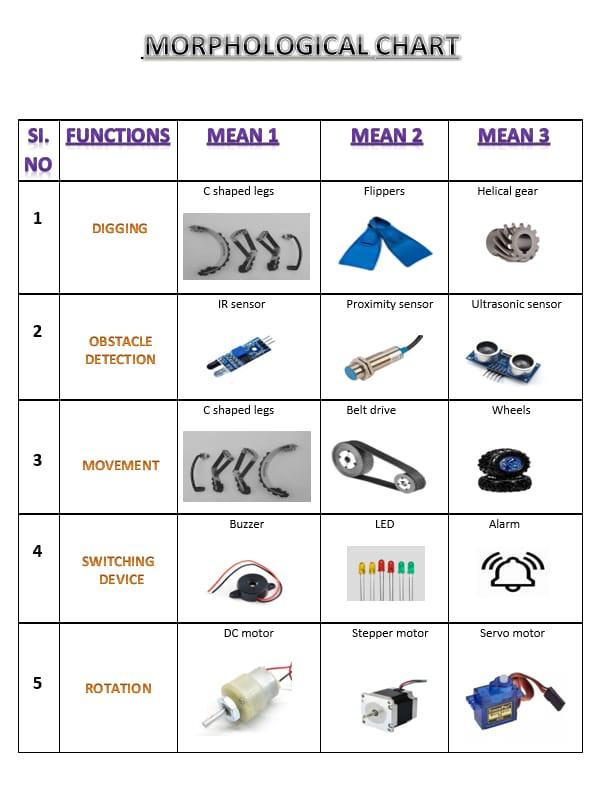 MORPHOLOGICAL CHART
SI. NO
FUNCTIONS
MEAN 1
MEAN 2
MEAN 3
1
DIGGING
C shaped legs
Flippers
Helical gear
2
OBSTACLE
DETECTION
IR sensor
Proximity sensor
Ultrasonic sensor
3
MOVEMENT
C shaped legs
Belt drive
Wheels
4
SWITCHING
DEVICE
Buzzer
LED
Alarm
5
ROTATION
DC motor
Stepper motor
Servo motor